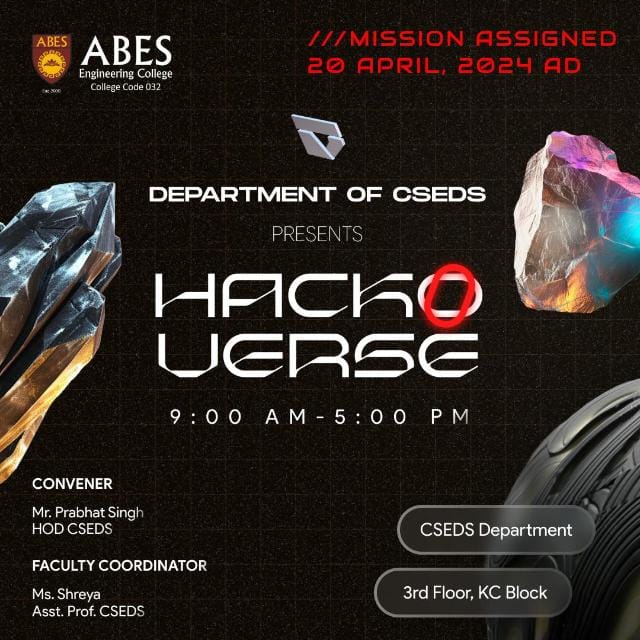 ABES
ABES
Engineering College
College Code 032
Est. 2000
///MISSION ASSIGNED
20 APRIL, 2024 AD
DEPARTMENT OF CSEDS
PRESENTS
HACKO
VERSE
9:00 AM-5:00 PM
CONVENER
Mr. Prabhat Singh
HOD CSEDS
FACULTY COORDINATOR
Ms. Shreya
Asst. Prof. CSEDS
CSEDS Department
3rd Floor, KC Block